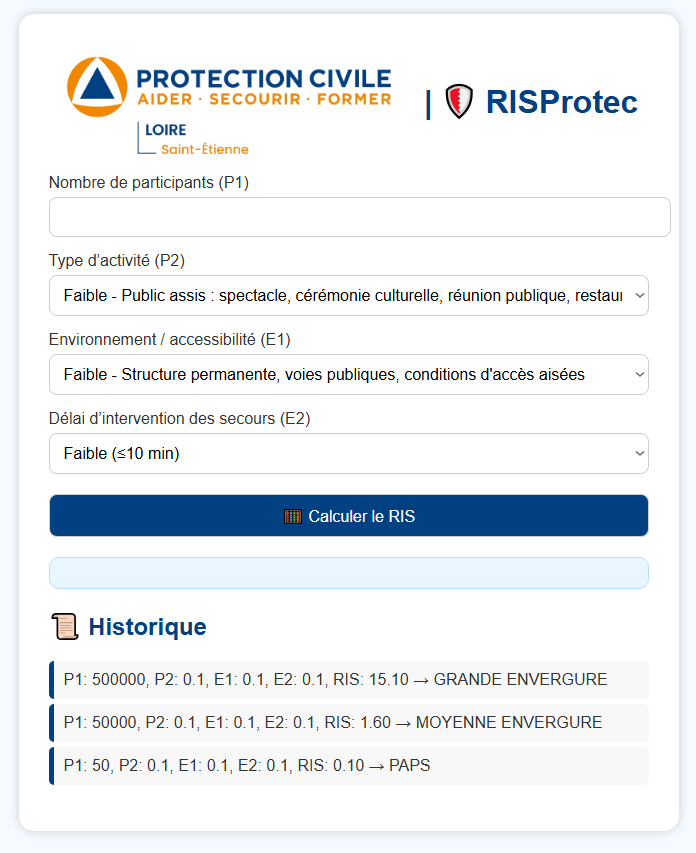 PROTECTION CIVILE
AIDER · SECOURIR · FORMER
LOIRE
Saint-Étienne
| RISProtec
Nombre de participants (P1)
Type d’activité (P2)
Faible - Public assis : spectacle, cérémonie culturelle, réunion publique, restaur
Environnement / accessibilité (E1)
Faible - Structure permanente, voies publiques, conditions d'accès aisées
Délai d’intervention des secours (E2)
Faible (≤10 min)
Calculer le RIS
Historique
P1: 500000, P2: 0.1, E1: 0.1, E2: 0.1, RIS: 15.10 → GRANDE ENVERGURE
P1: 50000, P2: 0.1, E1: 0.1, E2: 0.1, RIS: 1.60 → MOYENNE ENVERGURE
P1: 50, P2: 0.1, E1: 0.1, E2: 0.1, RIS: 0.10 → PAPS